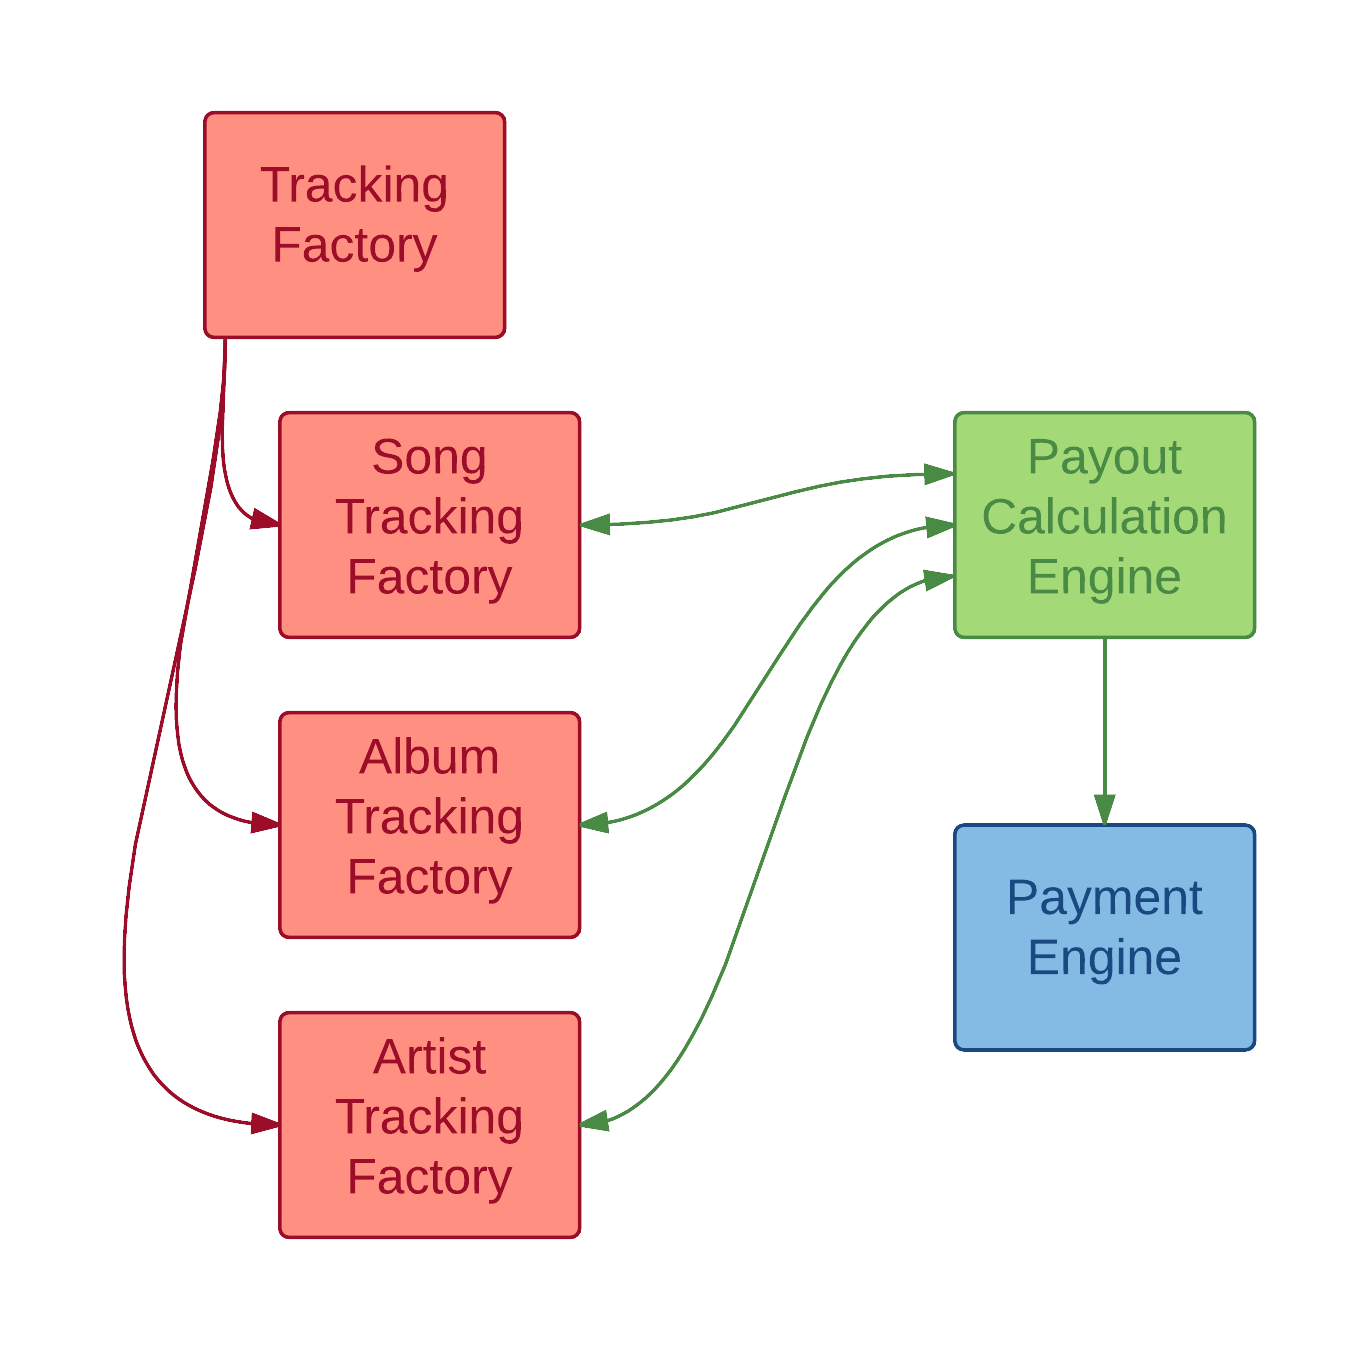 Tracking
Factory
Song
Tracking
Factory
Payout
Calculation
Engine
Album
Tracking
Factory
Payment
Engine
Artist
Tracking
Factory